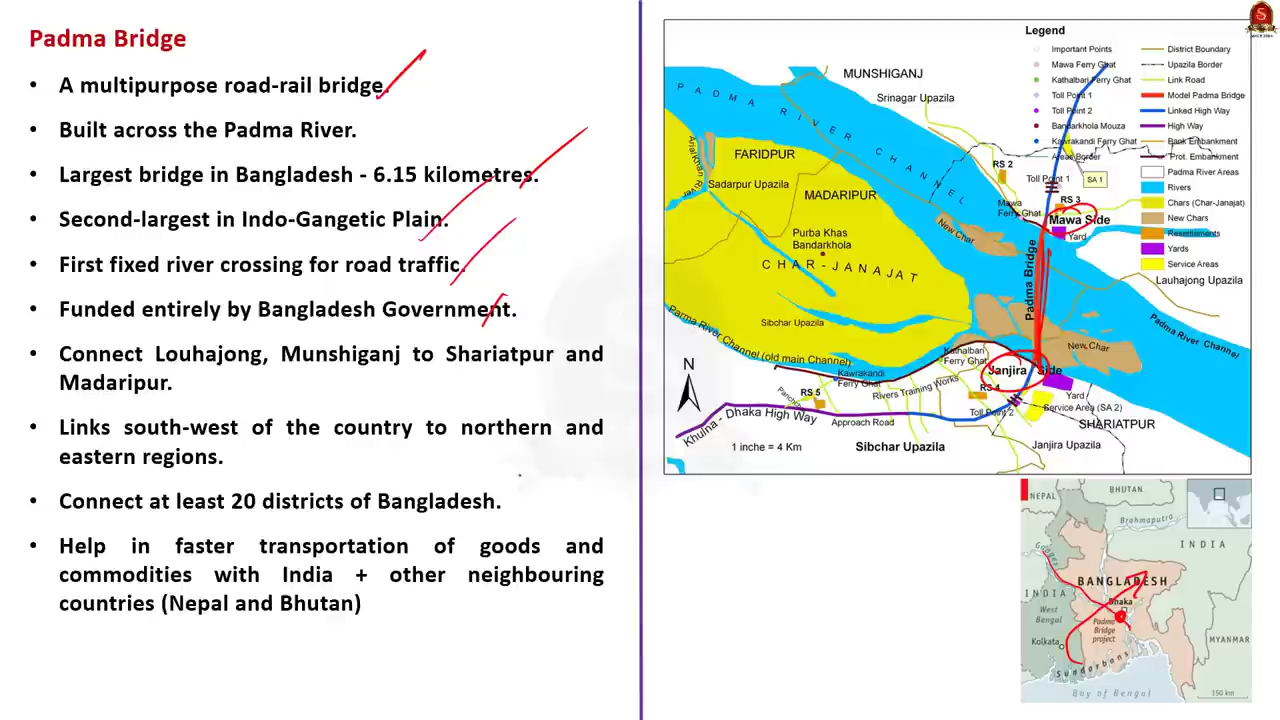 Padma Bridge
• A multipurpose road-rail bridge.
• Built across the Padma River.
• Largest bridge in Bangladesh - 6.15 kilometres.
• Second-largest in Indo-Gangetic Plain.
• First fixed river crossing for road traffic.
• Funded entirely by Bangladesh Government.
• Connect Louhajong, Munshiganj to Shariatpur and
Madaripur.
• Links south-west of the country to northern and
eastern regions.
• Connect at least 20 districts of Bangladesh.
• Help in faster transportation of goods and
commodities with India + other neighbouring
countries (Nepal and Bhutan)
Legend
Important Points
Mawa Ferry Ghat
Kathalbari Ferry Ghat
Toll Point 1
Toll Point 2
Bandarkhola Mouza
Kawrakandi Ferry Ghat
Areas Border
District Boundary
Upazila Border
Link Road
Model Padma Bridge
Linked High Way
High Way
Bank Embankment
Prot. Embankment
Padma River Areas
Rivers
Chars (Char-Janajat)
New Chars
Resettlements
Yards
Service Areas
MUNSHIGANJ
Srinagar Upazila
PADMA RIVER CHANNEL
FARIDPUR
Sadarpur Upazila
MADARIPUR
Purba Khas
Bandarkhola
CHAR-JANAJAT
Sibchar Upazila
New Char
RS 2
Mawa
Ferry Ghat
Toll Point 1
SA 1
RS 3
Mawa Side
Yard
Padma Bridge
Lauhajong Upazila
Padma River Channel
New Char
Padma River Channel (old main Channel)
Kathalbari
Ferry Ghat
Janjira Side
Kawrakandi
Ferry Ghat
Rivers Training Works
RS 4
RS 5
Yard
Toll Point 2
Service Area (SA 2)
SHARIATPUR
N
Khulna - Dhaka High Way
Approach Road
1 inche = 4 Km
Sibchar Upazila
Janjira Upazila
NEPAL
BHUTAN
Brahmaputra
INDIA
Ganges
BANGLADESH
INDIA
Dhaka
West
Bengal
Padma
Bridge
project
Kolkata
MYANMAR
Sundarbans
Bay of Bengal
150 km